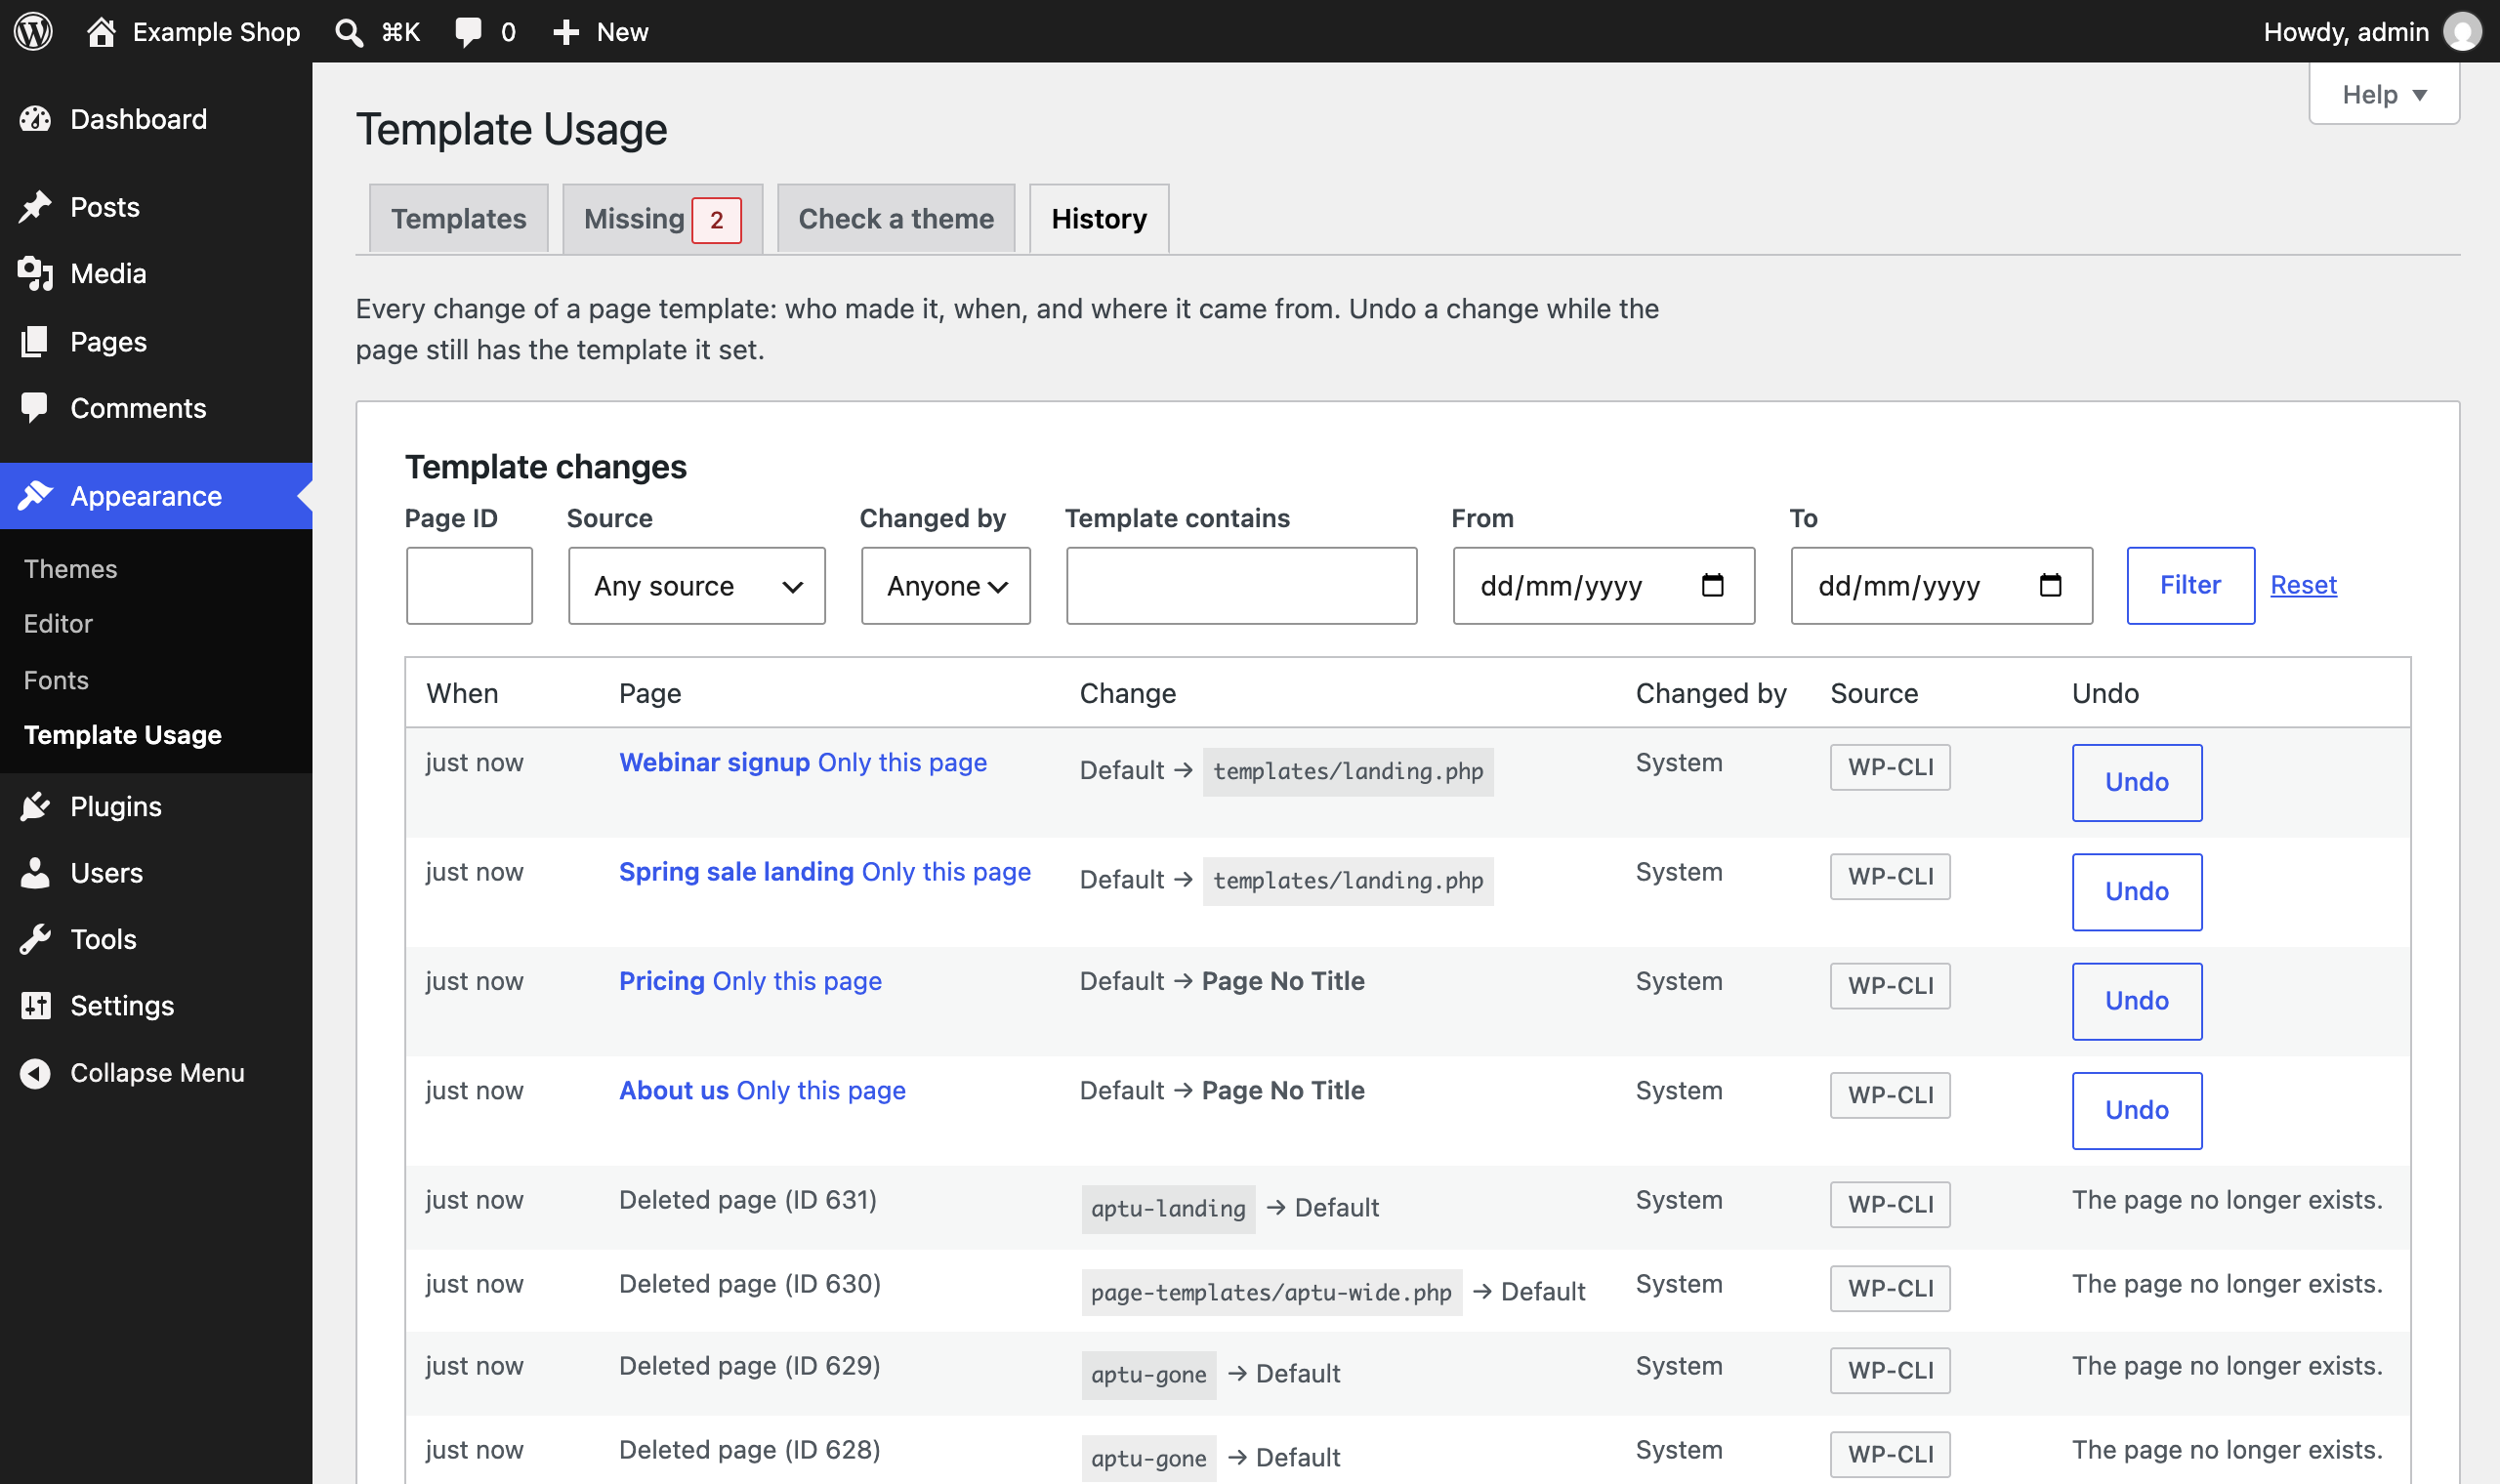 Example Shop ⌘K 0 New Howdy, admin
Help
Dashboard
Posts
Media
Pages
Comments
Appearance
Themes
Editor
Fonts
Template Usage
Plugins
Users
Tools
Settings
Collapse Menu
Template Usage
Templates Missing 2 Check a theme History
Every change of a page template: who made it, when, and where it came from. Undo a change while the
page still has the template it set.
Template changes
Page ID Source Changed by Template contains From To
Any source Anyone dd/mm/yyyy dd/mm/yyyy Filter Reset
When Page Change Changed by Source Undo
just now Webinar signup Only this page Default → templates/landing.php System WP-CLI Undo
just now Spring sale landing Only this page Default → templates/landing.php System WP-CLI Undo
just now Pricing Only this page Default → Page No Title System WP-CLI Undo
just now About us Only this page Default → Page No Title System WP-CLI Undo
just now Deleted page (ID 631) aptu-landing → Default System WP-CLI The page no longer exists.
just now Deleted page (ID 630) page-templates/aptu-wide.php → Default System WP-CLI The page no longer exists.
just now Deleted page (ID 629) aptu-gone → Default System WP-CLI The page no longer exists.
just now Deleted page (ID 628) aptu-gone → Default System WP-CLI The page no longer exists.